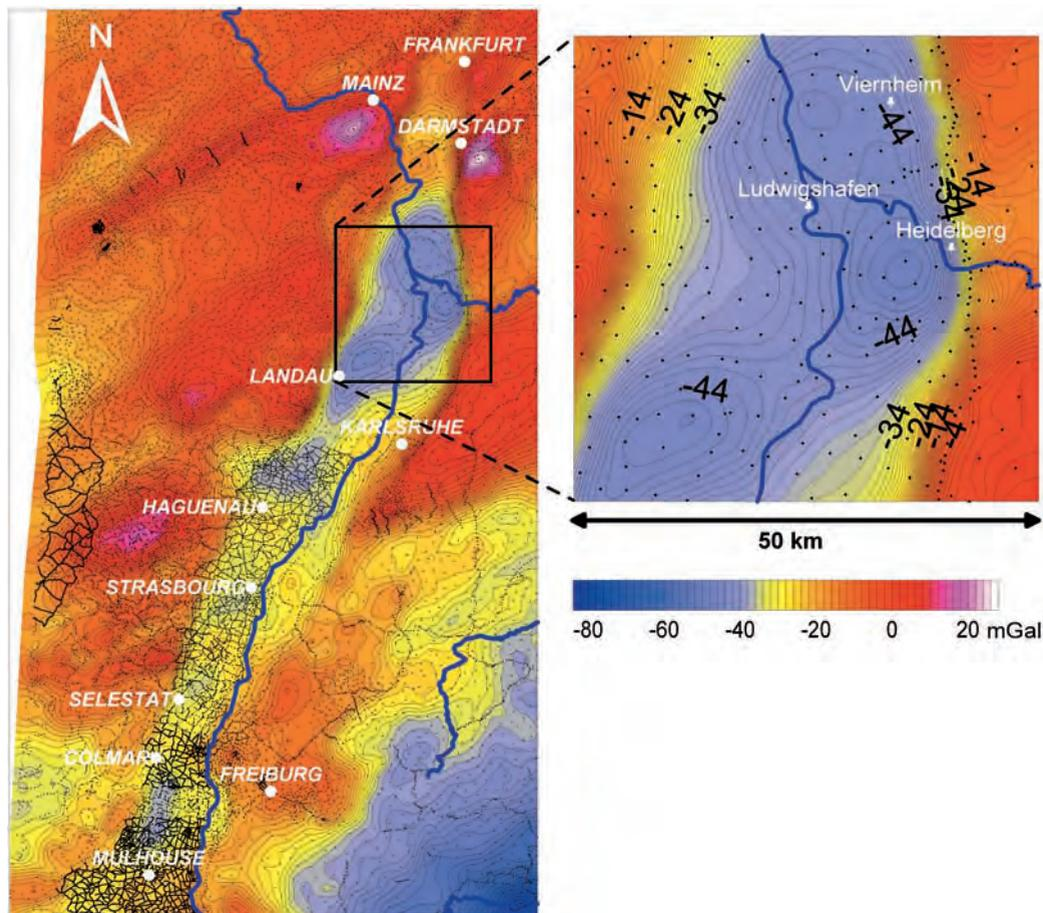 N
FRANKFURT
MAINZ
DARMSTADT
LANDAU
KARLSRUHE
HAGUENAU
STRASBOURG
SELESTAT
COLMAR
FREIBURG
MULHOUSE
-14
-24
-34
Viernheim
-44
Ludwigshafen
-14
-24
-34
Heidelberg
-44
-44
-34
-24
-14
50 km
-80 -60 -40 -20 0 20 mGal